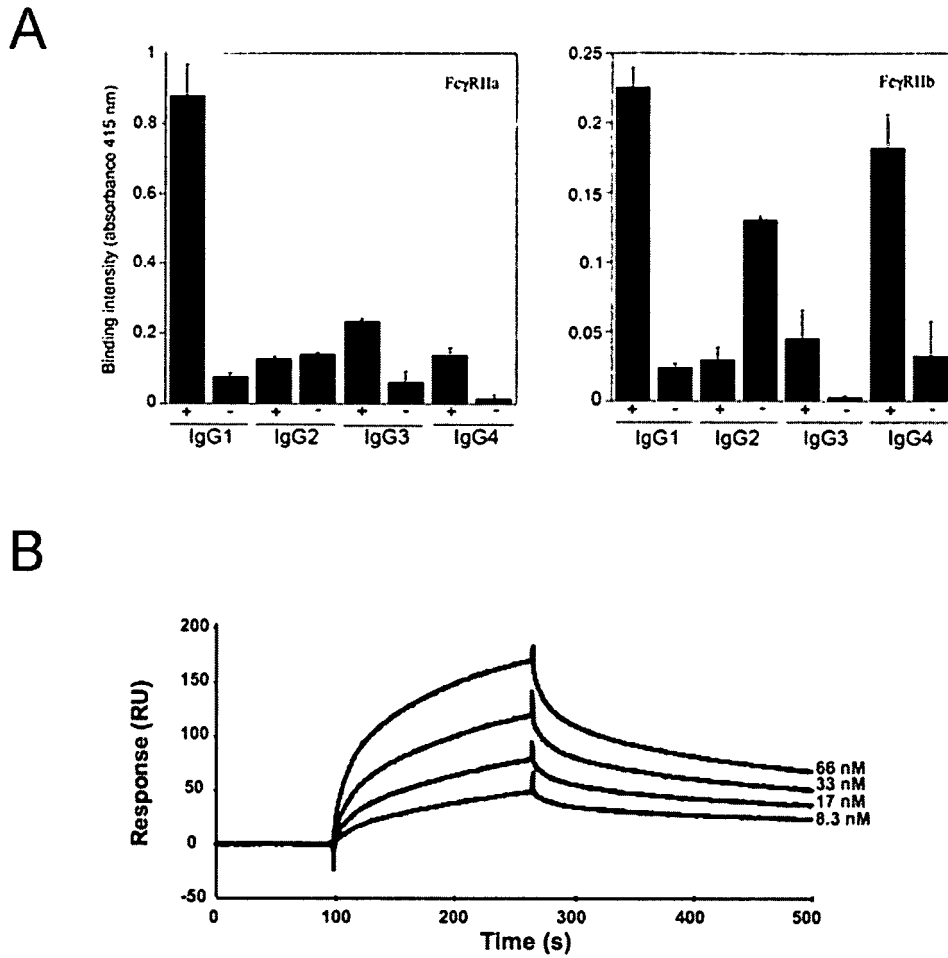 A
Binding intensity (absorbance 415 nm)
1
0.8
0.6
0.4
0.2
0
FcγRIIa
+ - + - + - + -
IgG1 IgG2 IgG3 IgG4
0.25
0.2
0.15
0.1
0.05
0
FcγRIIb
+ - + - + - + -
IgG1 IgG2 IgG3 IgG4
B
Response (RU)
200
150
100
50
0
-50
66 nM
33 nM
17 nM
8.3 nM
0 100 200 300 400 500
Time (s)